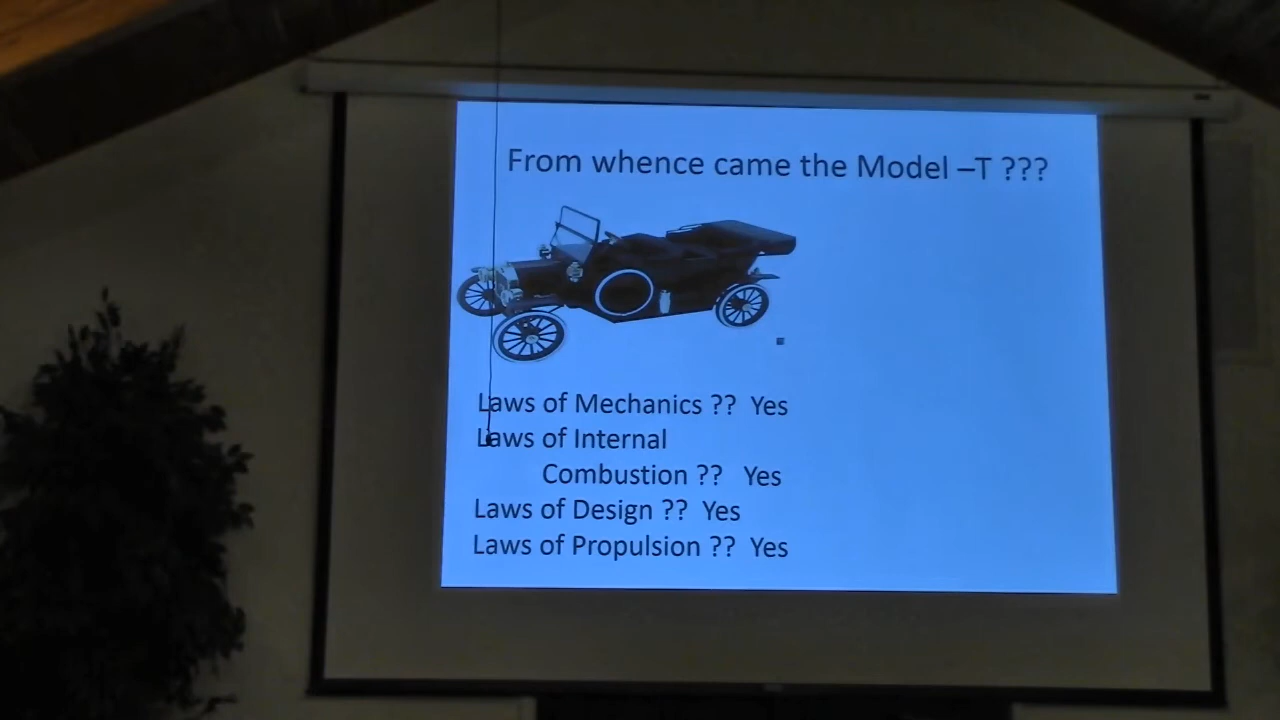 From whence came the Model –T ???
Laws of Mechanics ?? Yes
Laws of Internal
Combustion ?? Yes
Laws of Design ?? Yes
Laws of Propulsion ?? Yes